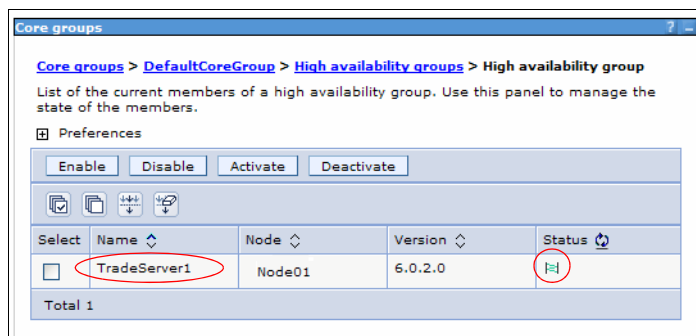 Core groups ? –
Core groups > DefaultCoreGroup > High availability groups > High availability group
List of the current members of a high availability group. Use this panel to manage the
state of the members.
Preferences
Enable Disable Activate Deactivate
Select Name Node Version Status
TradeServer1 Node01 6.0.2.0
Total 1